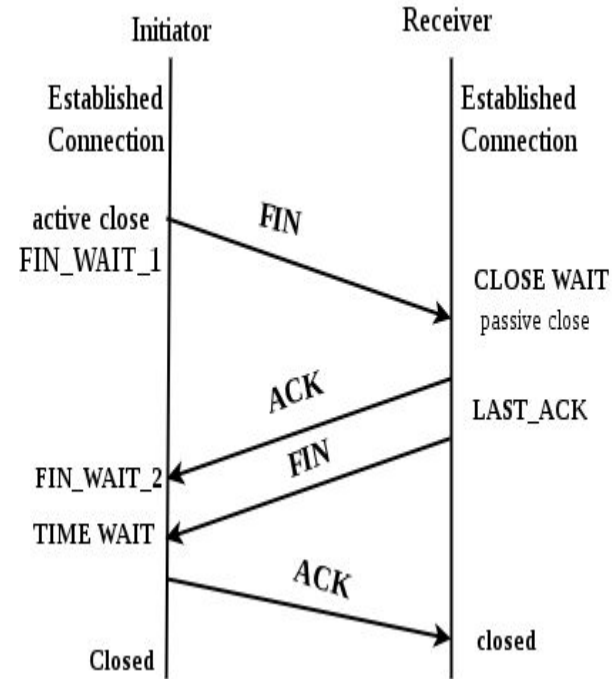 Initiator
Receiver
Established
Connection
Established
Connection
active close
FIN_WAIT_1
FIN
CLOSE WAIT
passive close
ACK
LAST_ACK
FIN
FIN_WAIT_2
TIME WAIT
ACK
closed
Closed